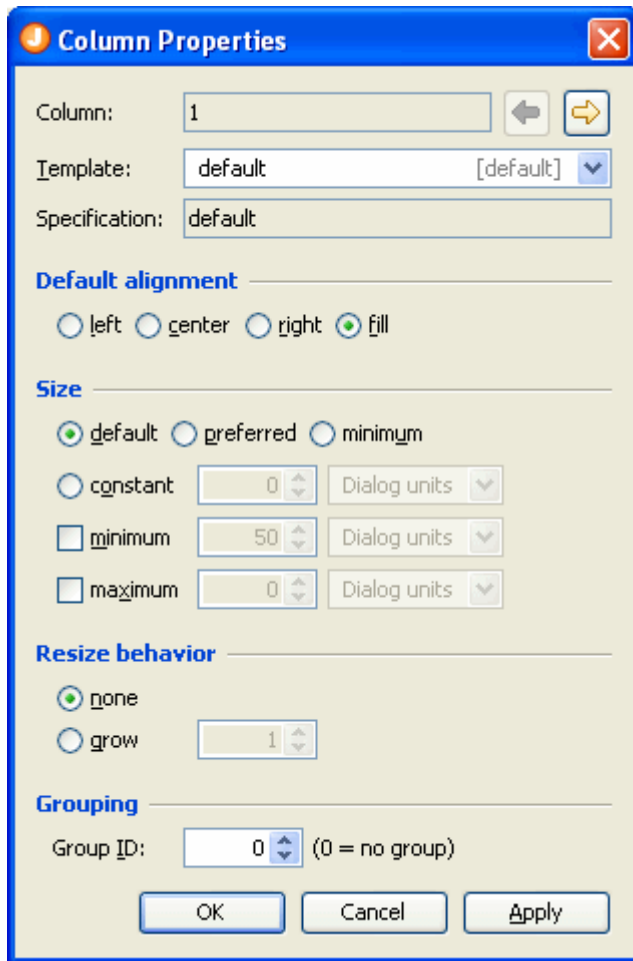 J Column Properties
Column: 1
Template: default [default]
Specification: default
Default alignment
left center right fill
Size
default preferred minimum
constant 0 Dialog units
minimum 50 Dialog units
maximum 0 Dialog units
Resize behavior
none
grow 1
Grouping
Group ID: 0 (0 = no group)
OK Cancel Apply